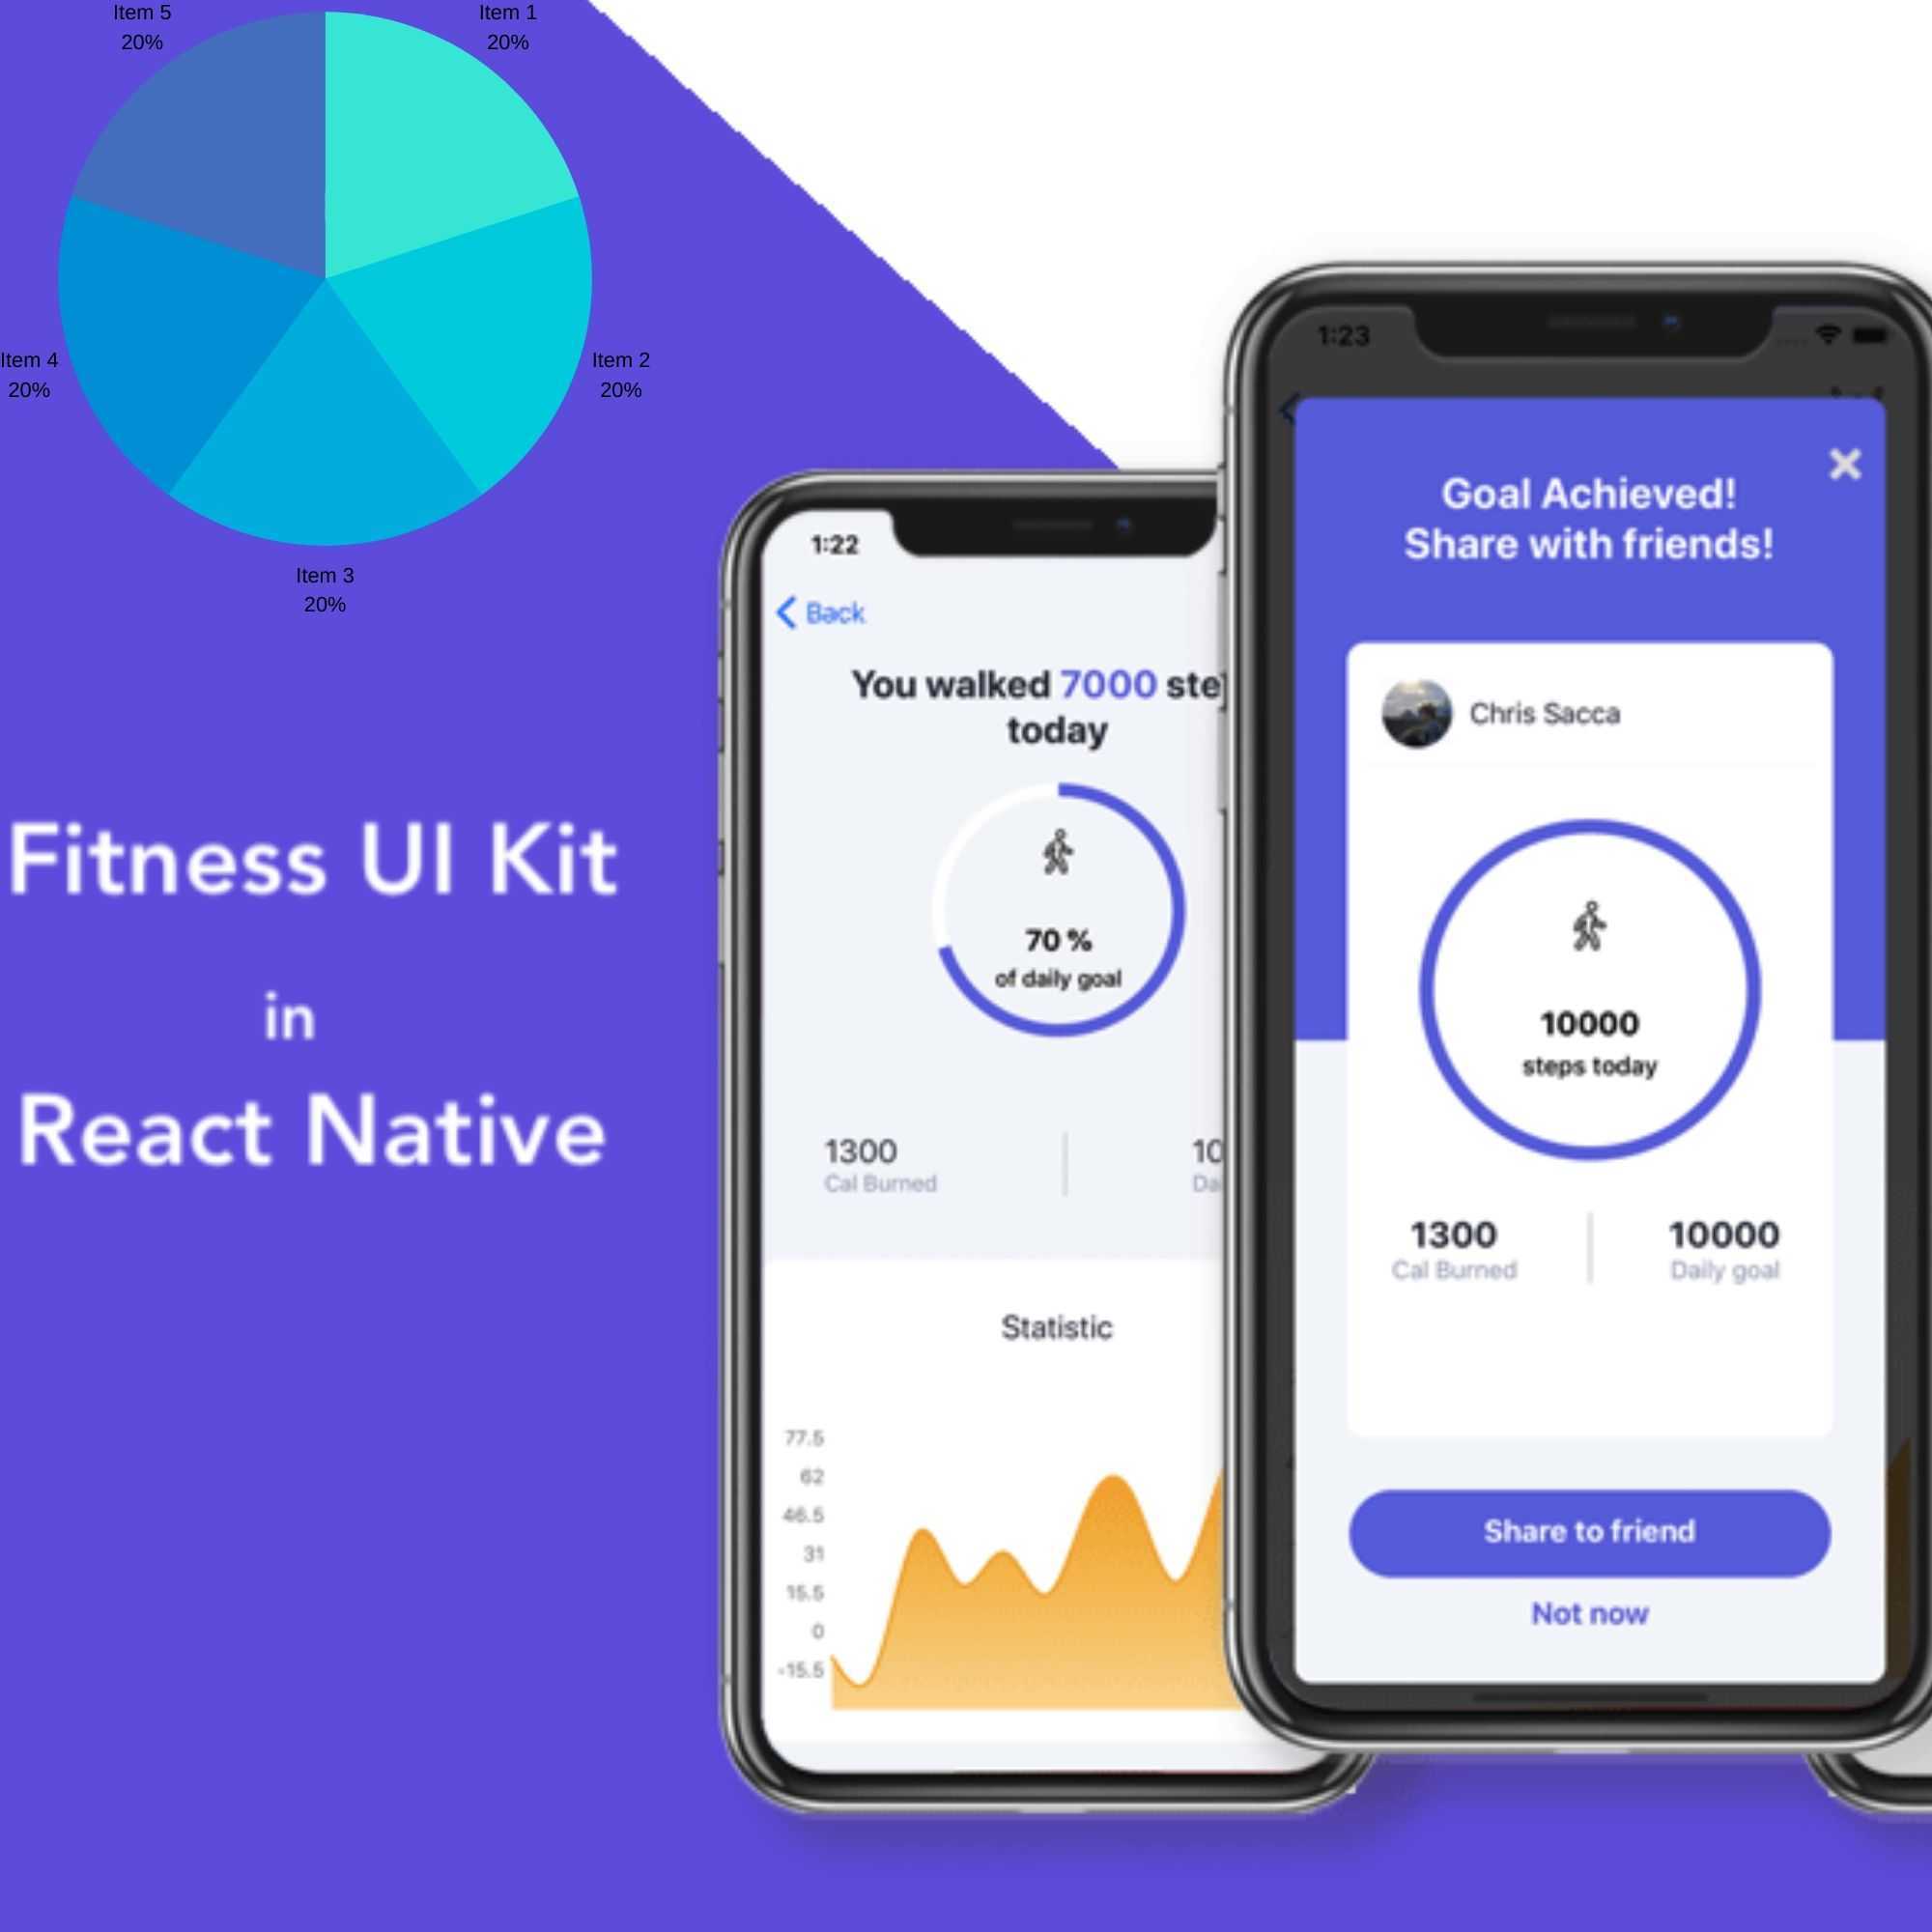 Item 5
20%
Item 1
20%
Item 4
20%
Item 2
20%
Item 3
20%
Fitness UI Kit
in
React Native
1:22
Back
You walked 7000 ste
today
70 %
of daily goal
1300
Cal Burned
10
Da
Statistic
77.5
62
46.5
31
15.5
0
-15.5
1:23
Goal Achieved!
Share with friends!
Chris Sacca
10000
steps today
1300
Cal Burned
10000
Daily goal
Share to friend
Not now